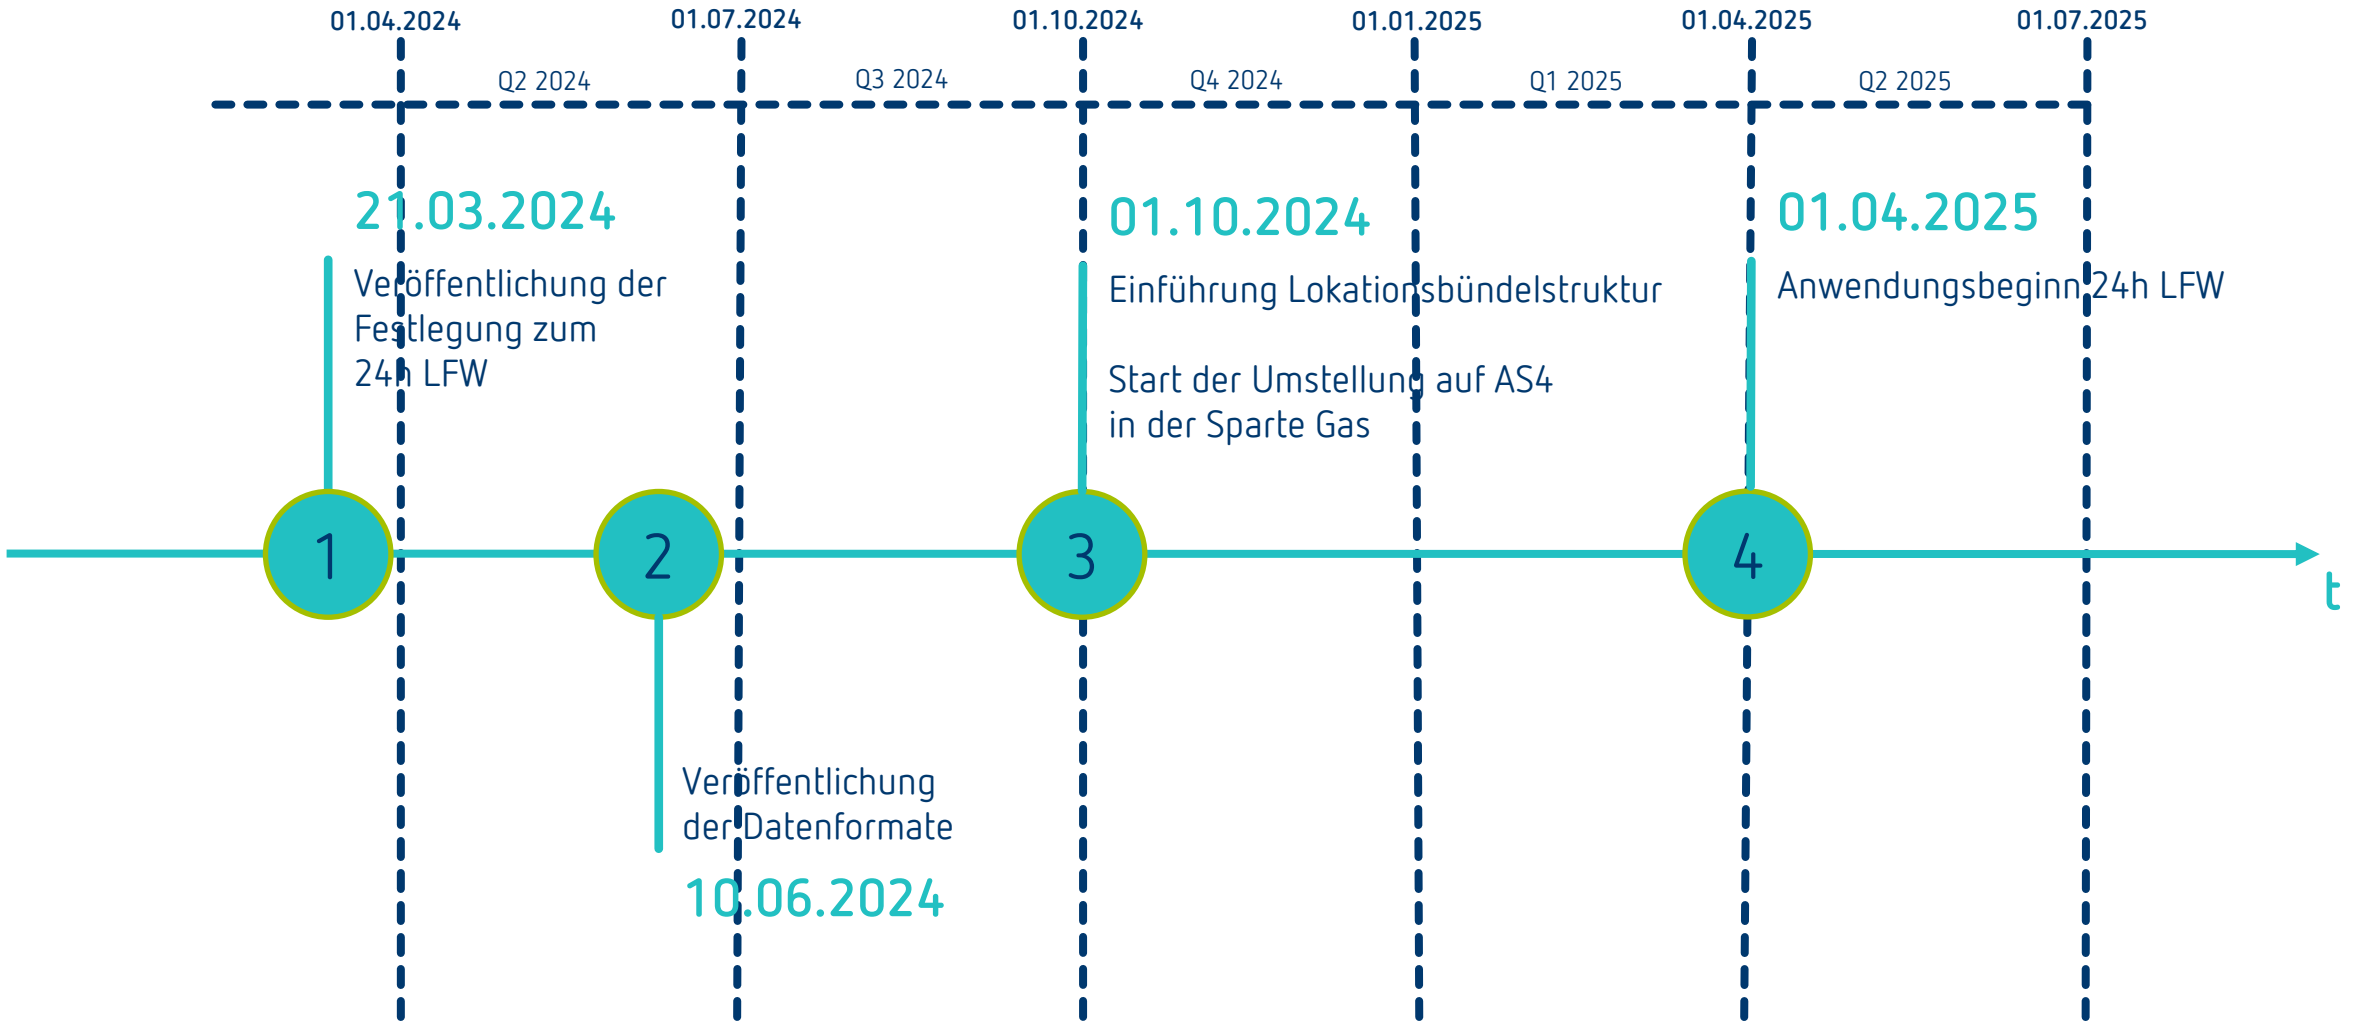 01.04.2024
01.07.2024
01.10.2024
01.01.2025
01.04.2025
01.07.2025
Q2 2024
Q3 2024
Q4 2024
Q1 2025
Q2 2025
21.03.2024
Veröffentlichung der
Festlegung zum
24h LFW
01.10.2024
Einführung Lokationsbündelstruktur
Start der Umstellung auf AS4
in der Sparte Gas
01.04.2025
Anwendungsbeginn 24h LFW
1
2
3
4
t
Veröffentlichung
der Datenformate
10.06.2024